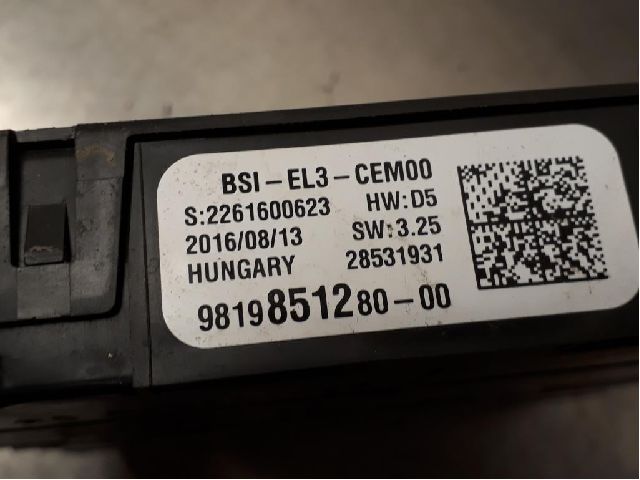 BSI-EL3-CEM00
S:2261600623 HW:D5
2016/08/13 SW:3.25
HUNGARY 28531931
9819851280-00